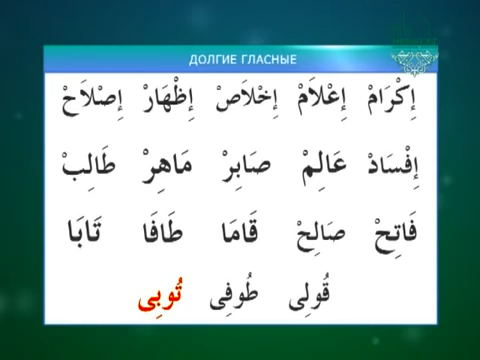 ДОЛГИЕ ГЛАСНЫЕ
إِكْرَامْ إِعْلَامْ إِخْلَاصْ إِظْهَارْ إِصْلَاحْ
إِفْسَادْ عَالِمْ صَابِرْ مَاهِرْ طَالِبْ
فَاتِحْ صَالِحْ قَامَا طَافَا تَابَا
قُولِى طُوفِى تُوبِى